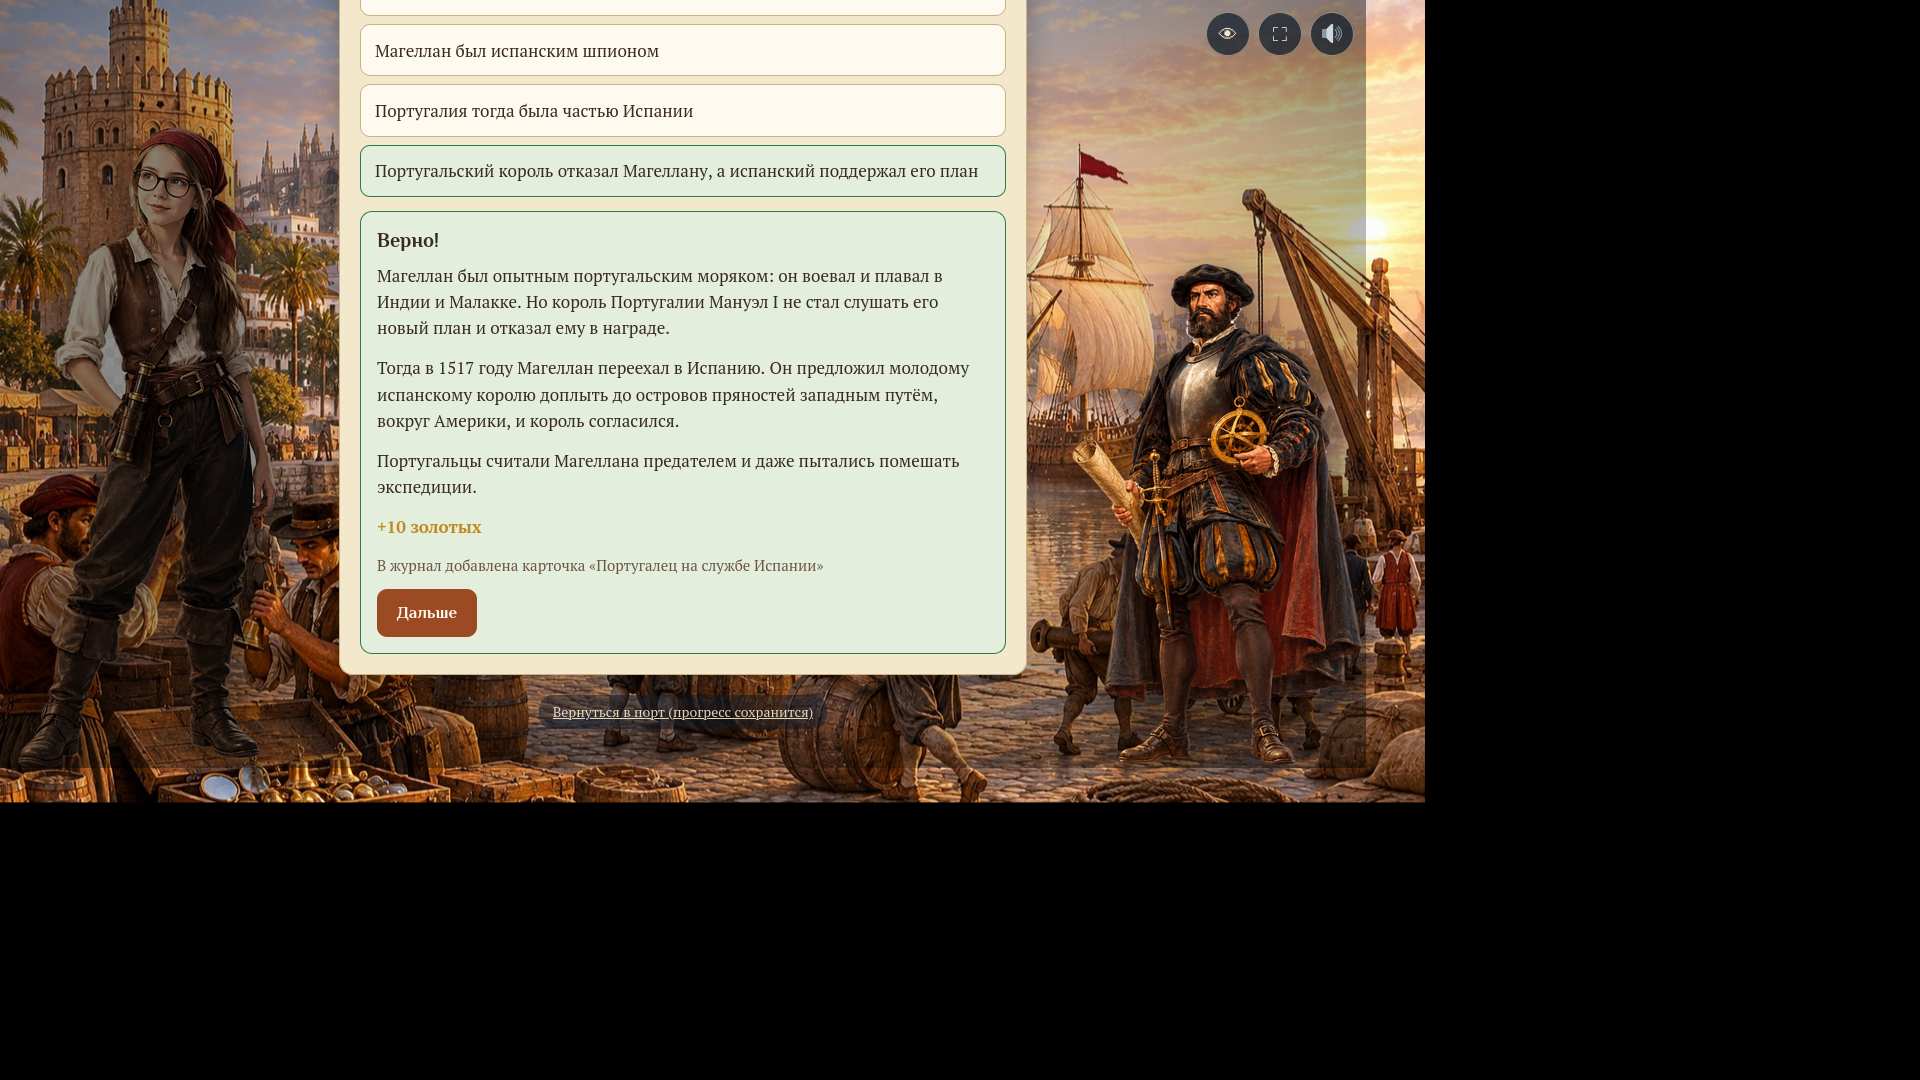 Магеллан был испанским шпионом
Португалия тогда была частью Испании
Португальский король отказал Магеллану, а испанский поддержал его план
Верно!
Магеллан был опытным португальским моряком: он воевал и плавал в
Индии и Малакке. Но король Португалии Мануэл I не стал слушать его
новый план и отказал ему в награде.
Тогда в 1517 году Магеллан переехал в Испанию. Он предложил молодому
испанскому королю доплыть до островов пряностей западным путём,
вокруг Америки, и король согласился.
Португальцы считали Магеллана предателем и даже пытались помешать
экспедиции.
+10 золотых
В журнал добавлена карточка «Португалец на службе Испании»
Дальше
Вернуться в порт (прогресс сохранится)